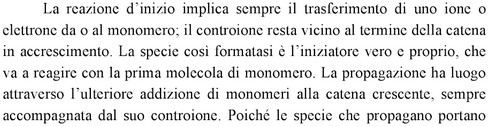 La reazione d'inizio implica sempre il trasferimento di uno ione o
elettrone da o al monomero; il controione resta vicino al termine della catena
in accrescimento. La specie così formatasi è l'iniziatore vero e proprio, che
va a reagire con la prima molecola di monomero. La propagazione ha luogo
attraverso l'ulteriore addizione di monomeri alla catena crescente, sempre
accompagnata dal suo controione. Poiché le specie che propagano portano